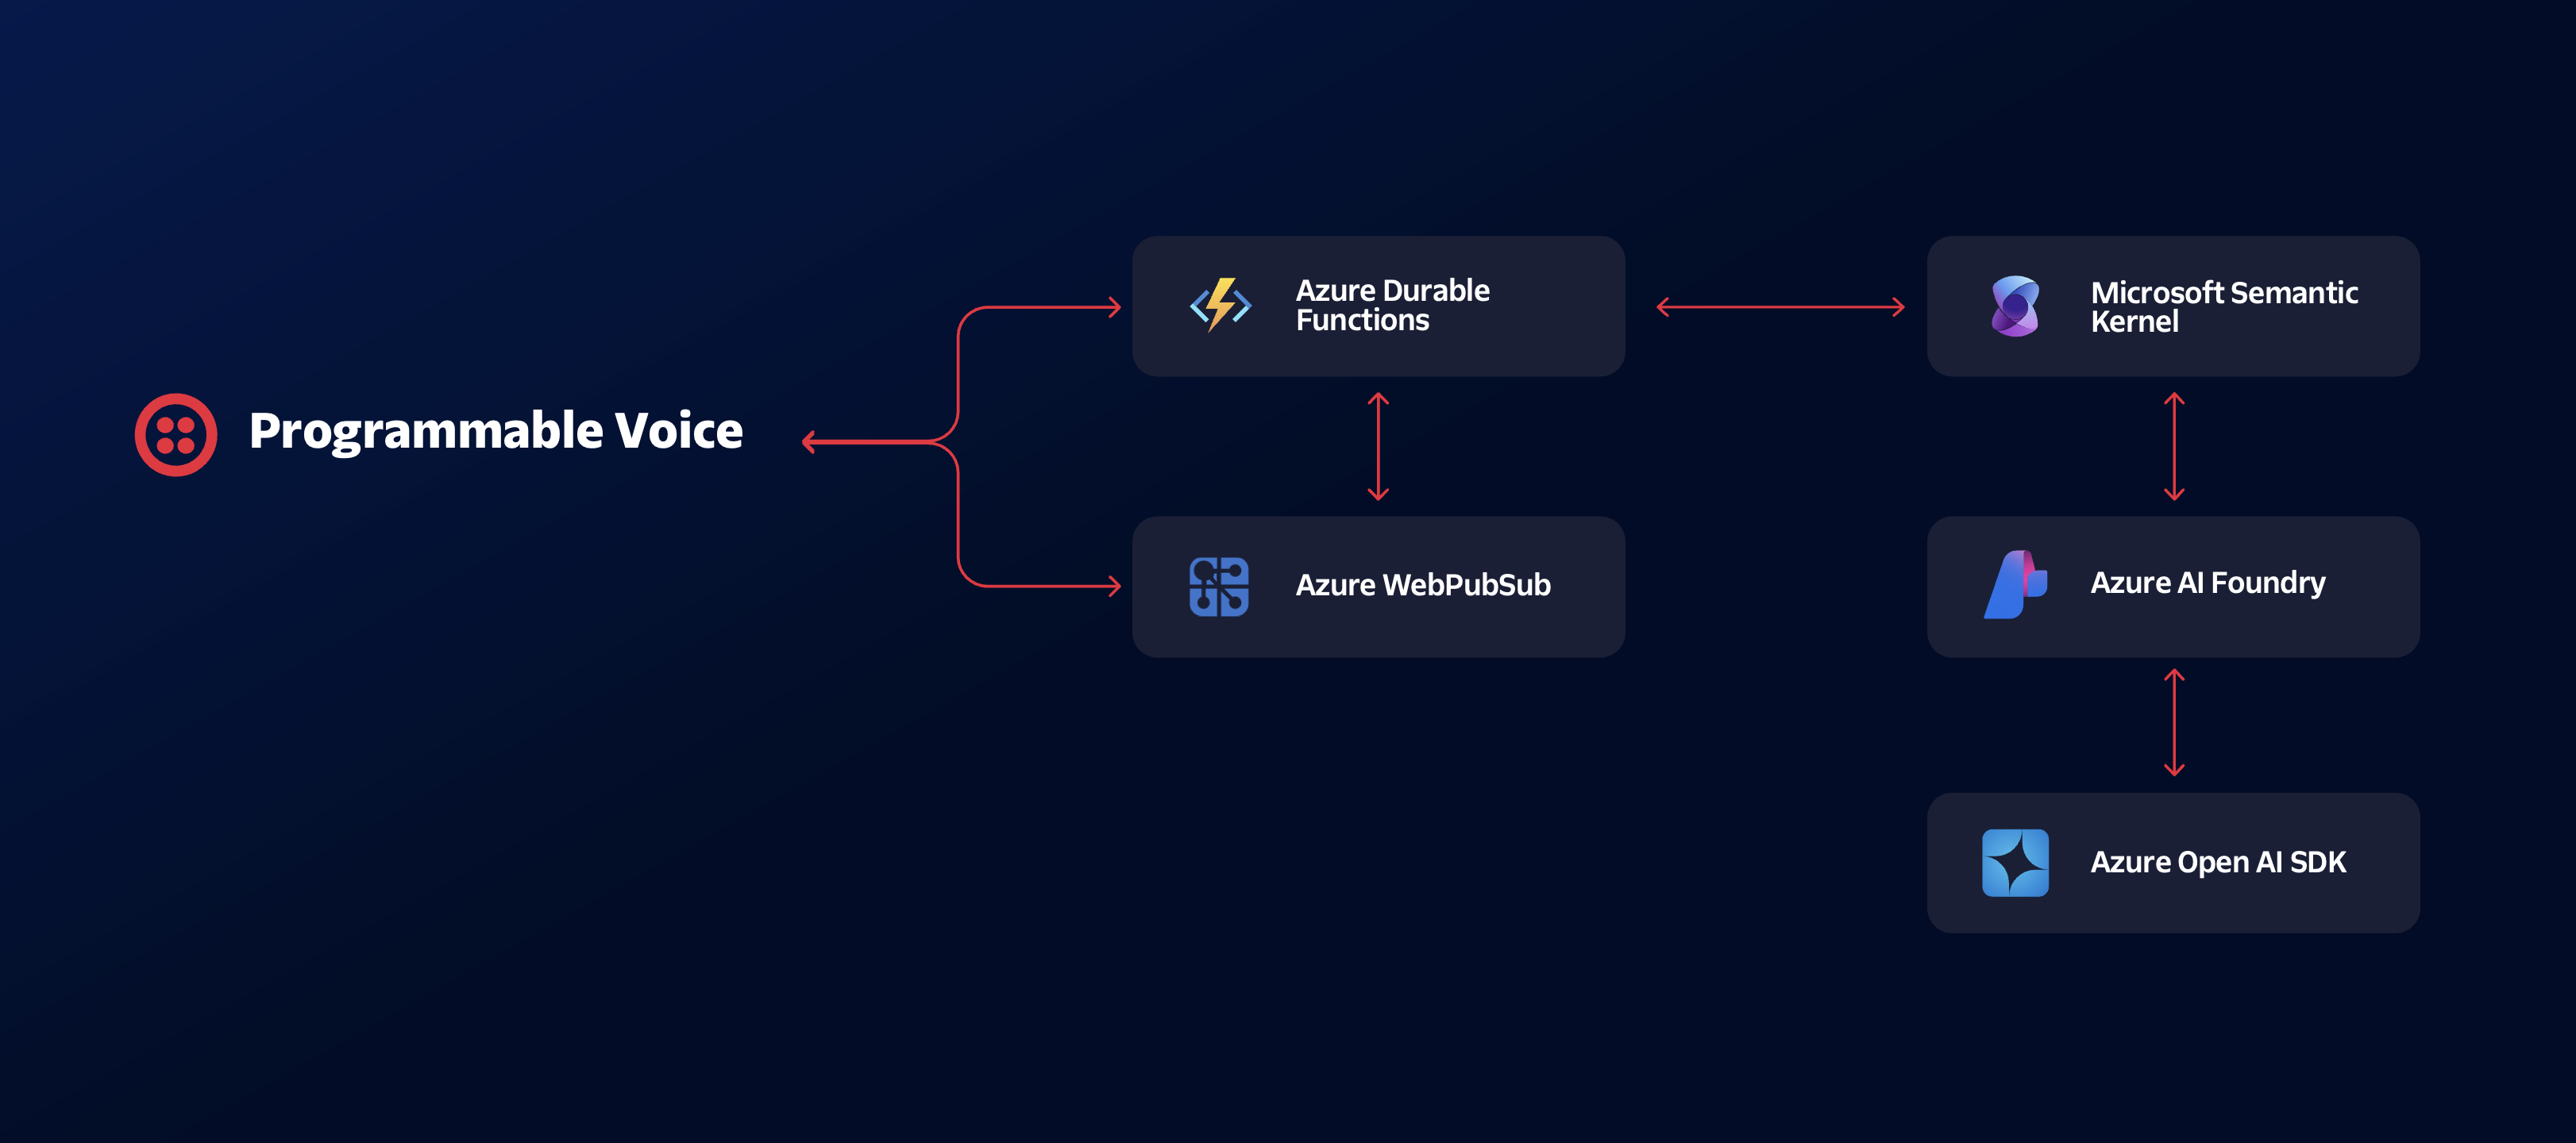 Programmable Voice
Azure Durable
Functions
Microsoft Semantic
Kernel
Azure WebPubSub
Azure AI Foundry
Azure Open AI SDK